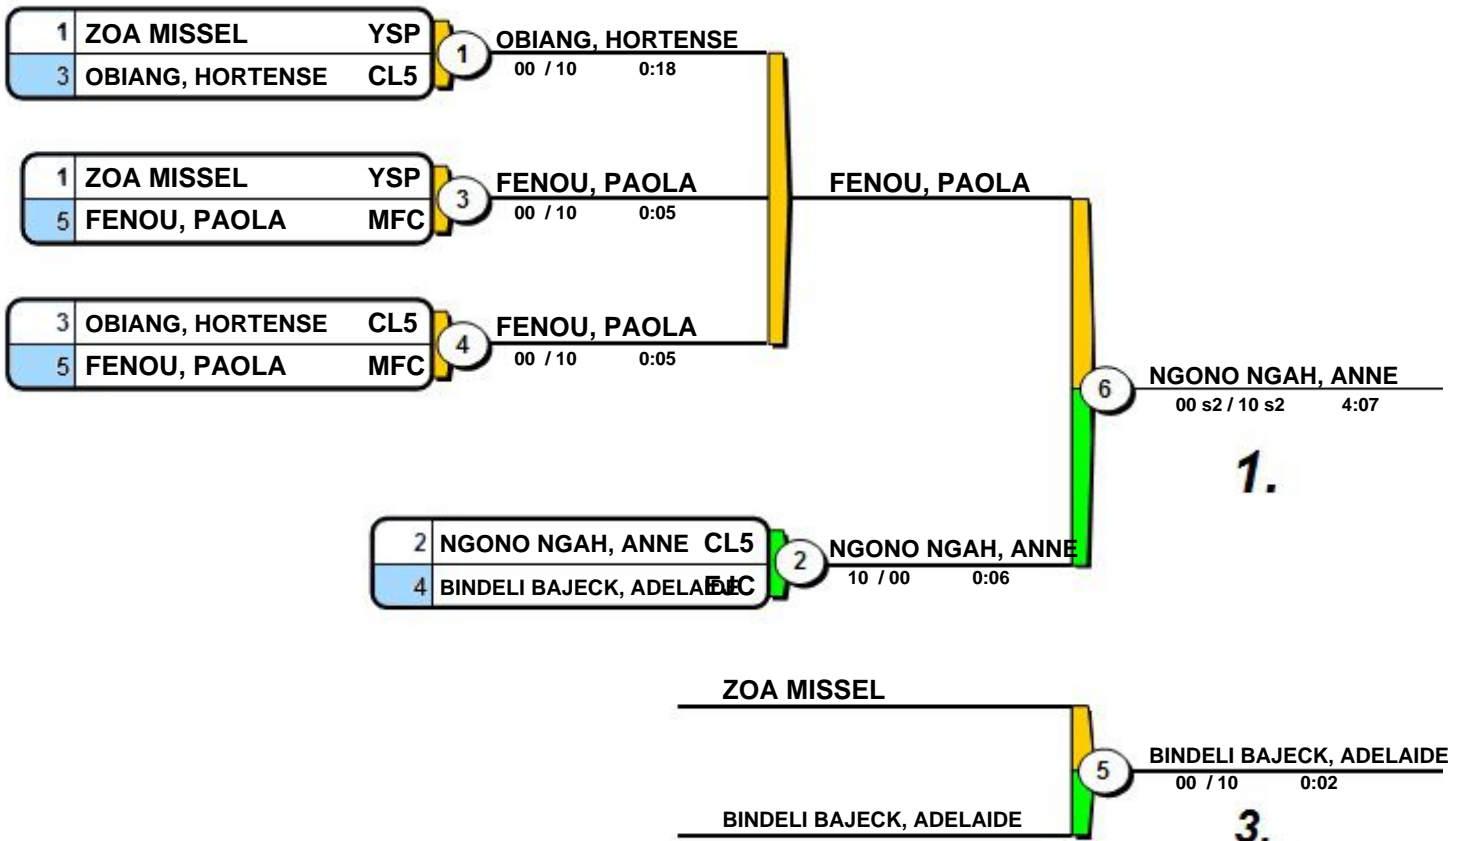 1 ZOA MISSEL YSP
3 OBIANG, HORTENSE CL5
1
OBIANG, HORTENSE
00 / 10 0:18
1 ZOA MISSEL YSP
5 FENOU, PAOLA MFC
3
FENOU, PAOLA
00 / 10 0:05
FENOU, PAOLA
3 OBIANG, HORTENSE CL5
5 FENOU, PAOLA MFC
4
FENOU, PAOLA
00 / 10 0:05
6
NGONO NGAH, ANNE
00 s2 / 10 s2 4:07
1.
2 NGONO NGAH, ANNE CL5
4 BINDELI BAJECK, ADELAIDE EJC
2
NGONO NGAH, ANNE
10 / 00 0:06
ZOA MISSEL
5
BINDELI BAJECK, ADELAIDE
00 / 10 0:02
BINDELI BAJECK, ADELAIDE
3.